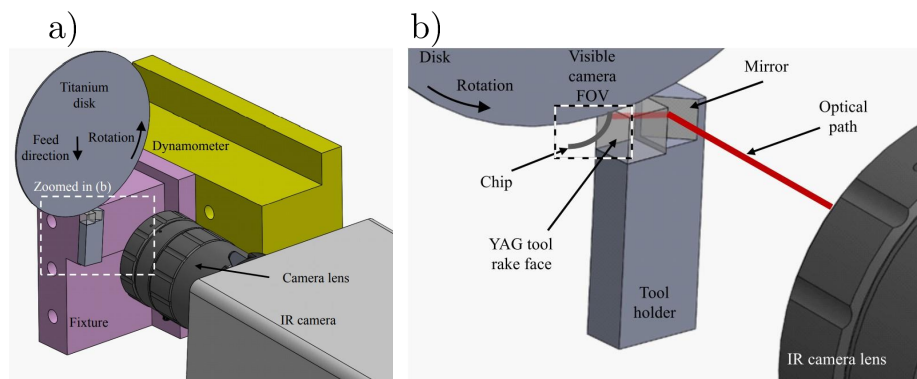 a)
Titanium
disk
Feed
direction
Rotation
Dynamometer
Zoomed in (b)
Camera lens
IR camera
Fixture
b)
Disk
Rotation
Visible
camera
FOV
Mirror
Optical
path
Chip
YAG tool
rake face
Tool
holder
IR camera lens